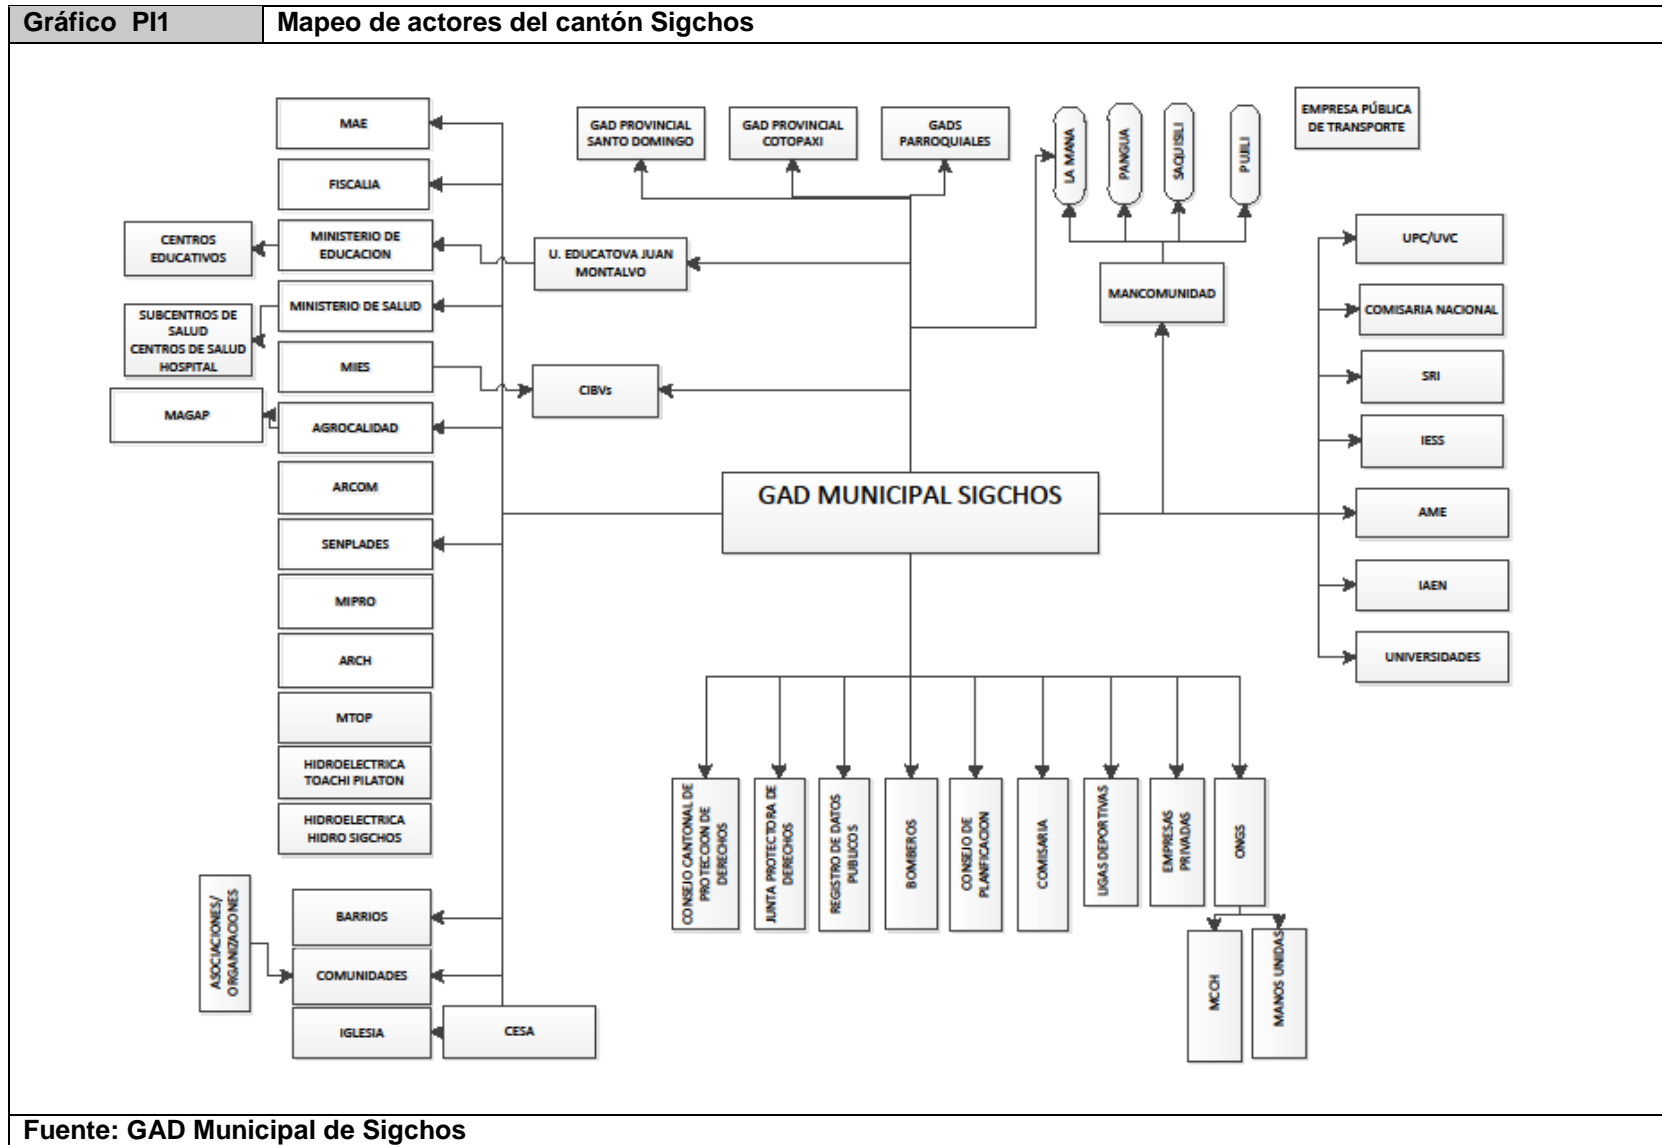 Gráfico PI1
Mapeo de actores del cantón Sigchos
MAE
FISCALIA
CENTROS
EDUCATIVOS
MINISTERIO DE
EDUCACION
MINISTERIO DE SALUD
SUBCENTROS DE
SALUD
CENTROS DE SALUD
HOSPITAL
MIES
MAGAP
AGROCALIDAD
ARCOM
SENPLADES
MIPRO
ARCH
MTOP
HIDROELECTRICA
TOACHI PILATON
HIDROELECTRICA
HIDRO SIGCHOS
ASOCIACIONES/
ORGANIZACIONES
BARRIOS
COMUNIDADES
IGLESIA
CESA
GAD PROVINCIAL
SANTO DOMINGO
GAD PROVINCIAL
COTOPAXI
GADS
PARROQUIALES
U. EDUCATOVA JUAN
MONTALVO
CIBVs
GAD MUNICIPAL SIGCHOS
LA MANA
PANGUA
SAQUISILI
PUJILI
MANCOMUNIDAD
EMPRESA PÚBLICA
DE TRANSPORTE
UPC/UVC
COMISARIA NACIONAL
SRI
IESS
AME
IAEN
UNIVERSIDADES
CONSEJO CANTONAL DE
PROTECCION DE
DERECHOS
JUNTA PROTECTORA DE
DERECHOS
REGISTRO DE DATOS
PUBLICOS
BOMBEROS
CONSEJO DE
PLANIFICACION
COMISARIA
LIGAS DEPORTIVAS
EMPRESAS
PRIVADAS
ONGS
MCCH
MANOS UNIDAS
Fuente: GAD Municipal de Sigchos